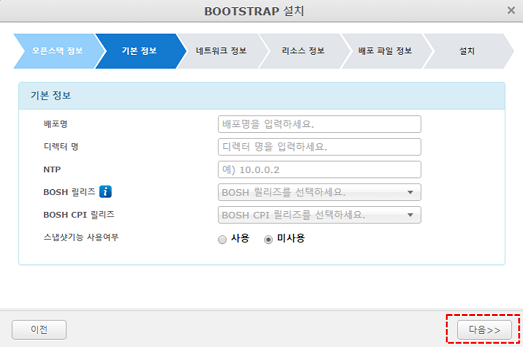 BOOTSTRAP 설치
×
오픈스택 정보 기본 정보 네트워크 정보 리소스 정보 배포 파일 정보 설치
기본 정보
배포명 배포명을 입력하세요.
디렉터 명 디렉터 명을 입력하세요.
NTP 예) 10.0.0.2
BOSH 릴리즈 i BOSH 릴리즈를 선택하세요.
BOSH CPI 릴리즈 BOSH CPI 릴리즈를 선택하세요.
스냅샷기능 사용여부 사용 미사용
이전 다음>>